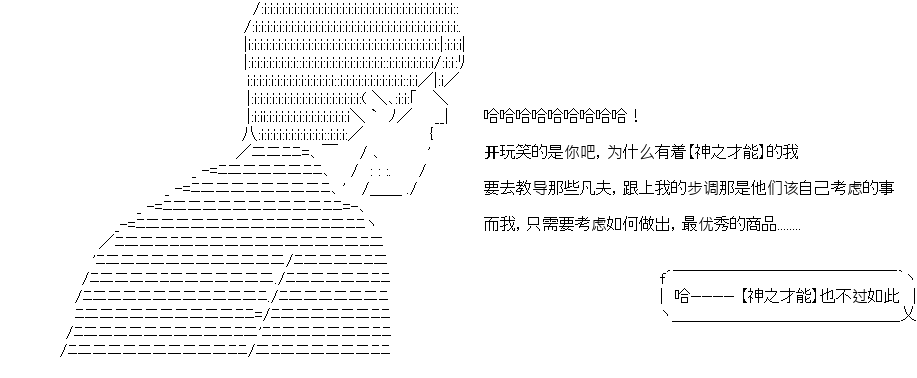 哈哈哈哈哈哈哈哈哈！
开玩笑的是你吧，为什么有着【神之才能】的我
要去教导那些凡夫，跟上我的步调那是他们该自己考虑的事
而我，只需要考虑如何做出，最优秀的商品........
哈−−−−−【神之才能】也不过如此